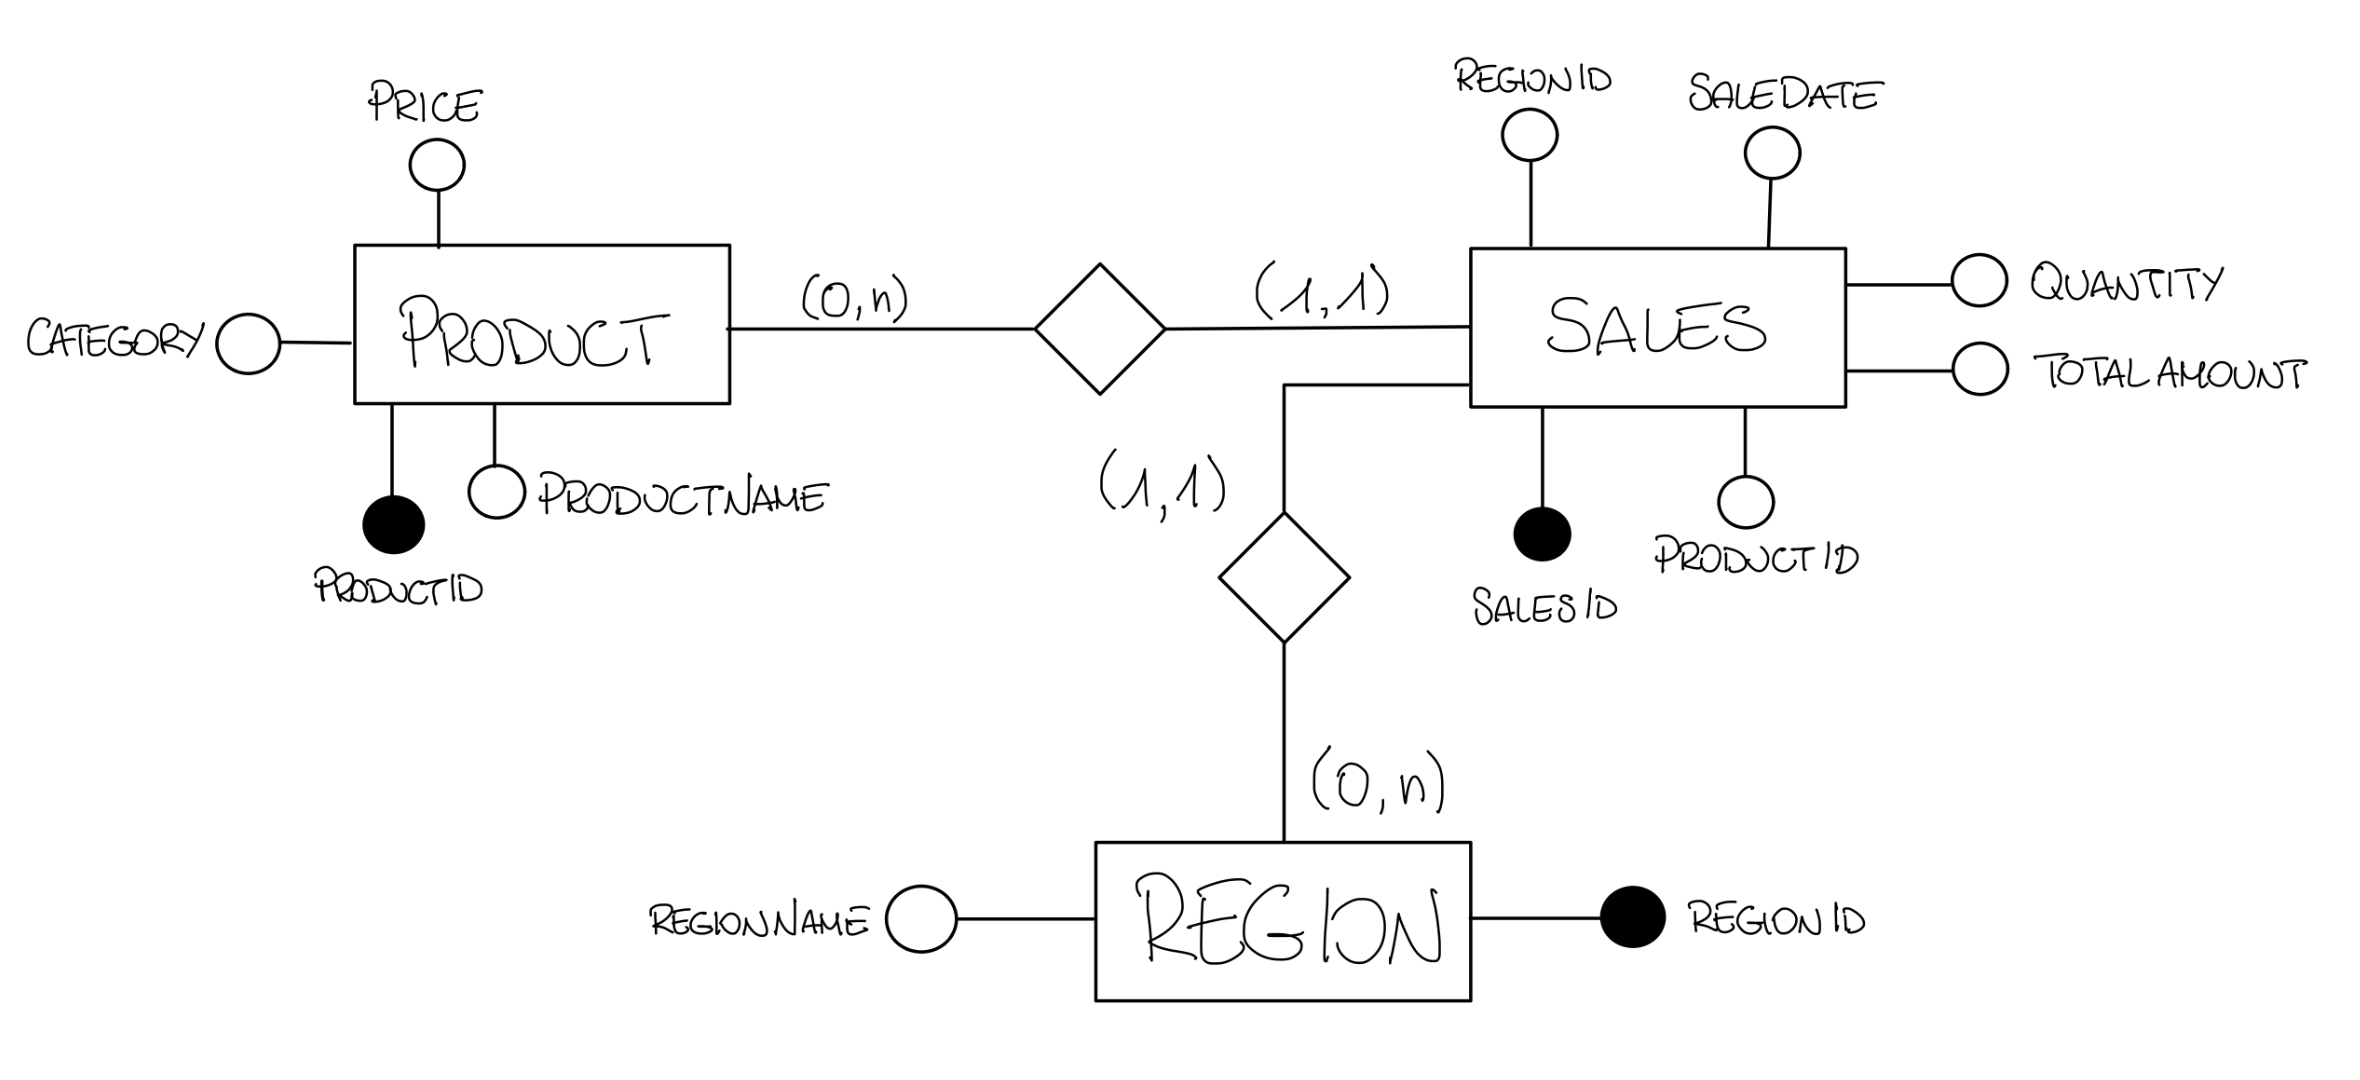 REGIONID
SALEDATE
PRICE
QUANTITY
(0,n)
(1,1)
PRODUCT
SALES
CATEGORY
TOTALAMOUNT
(1,1)
PRODUCTNAME
PRODUCTID
PRODUCTID
SALESID
(0,n)
REGIONNAME
REGION
REGIONID